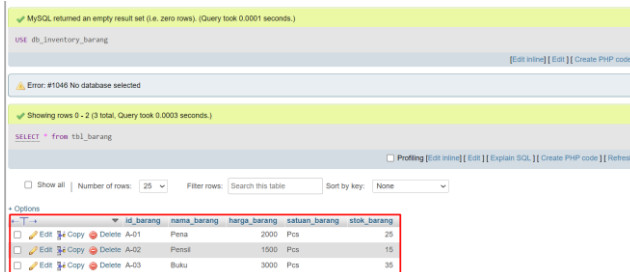 MySQL returned an empty result set (i.e. zero rows). (Query took 0.0001 seconds.)
USE db_inventory_barang
[Edit inline] [ Edit ] [ Create PHP code
Error: #1046 No database selected
Showing rows 0 - 2 (3 total, Query took 0.0003 seconds.)
SELECT * from tbl_barang
Profiling [Edit inline] [ Edit ] [ Explain SQL ] [ Create PHP code ] [ Refres
Show all | Number of rows: 25 Filter rows: Search this table Sort by key: None
+ Options
←T→ id_barang nama_barang harga_barang satuan_barang stok_barang
Edit Copy Delete A-01 Pena 2000 Pcs 25
Edit Copy Delete A-02 Pensil 1500 Pcs 15
Edit Copy Delete A-03 Buku 3000 Pcs 35